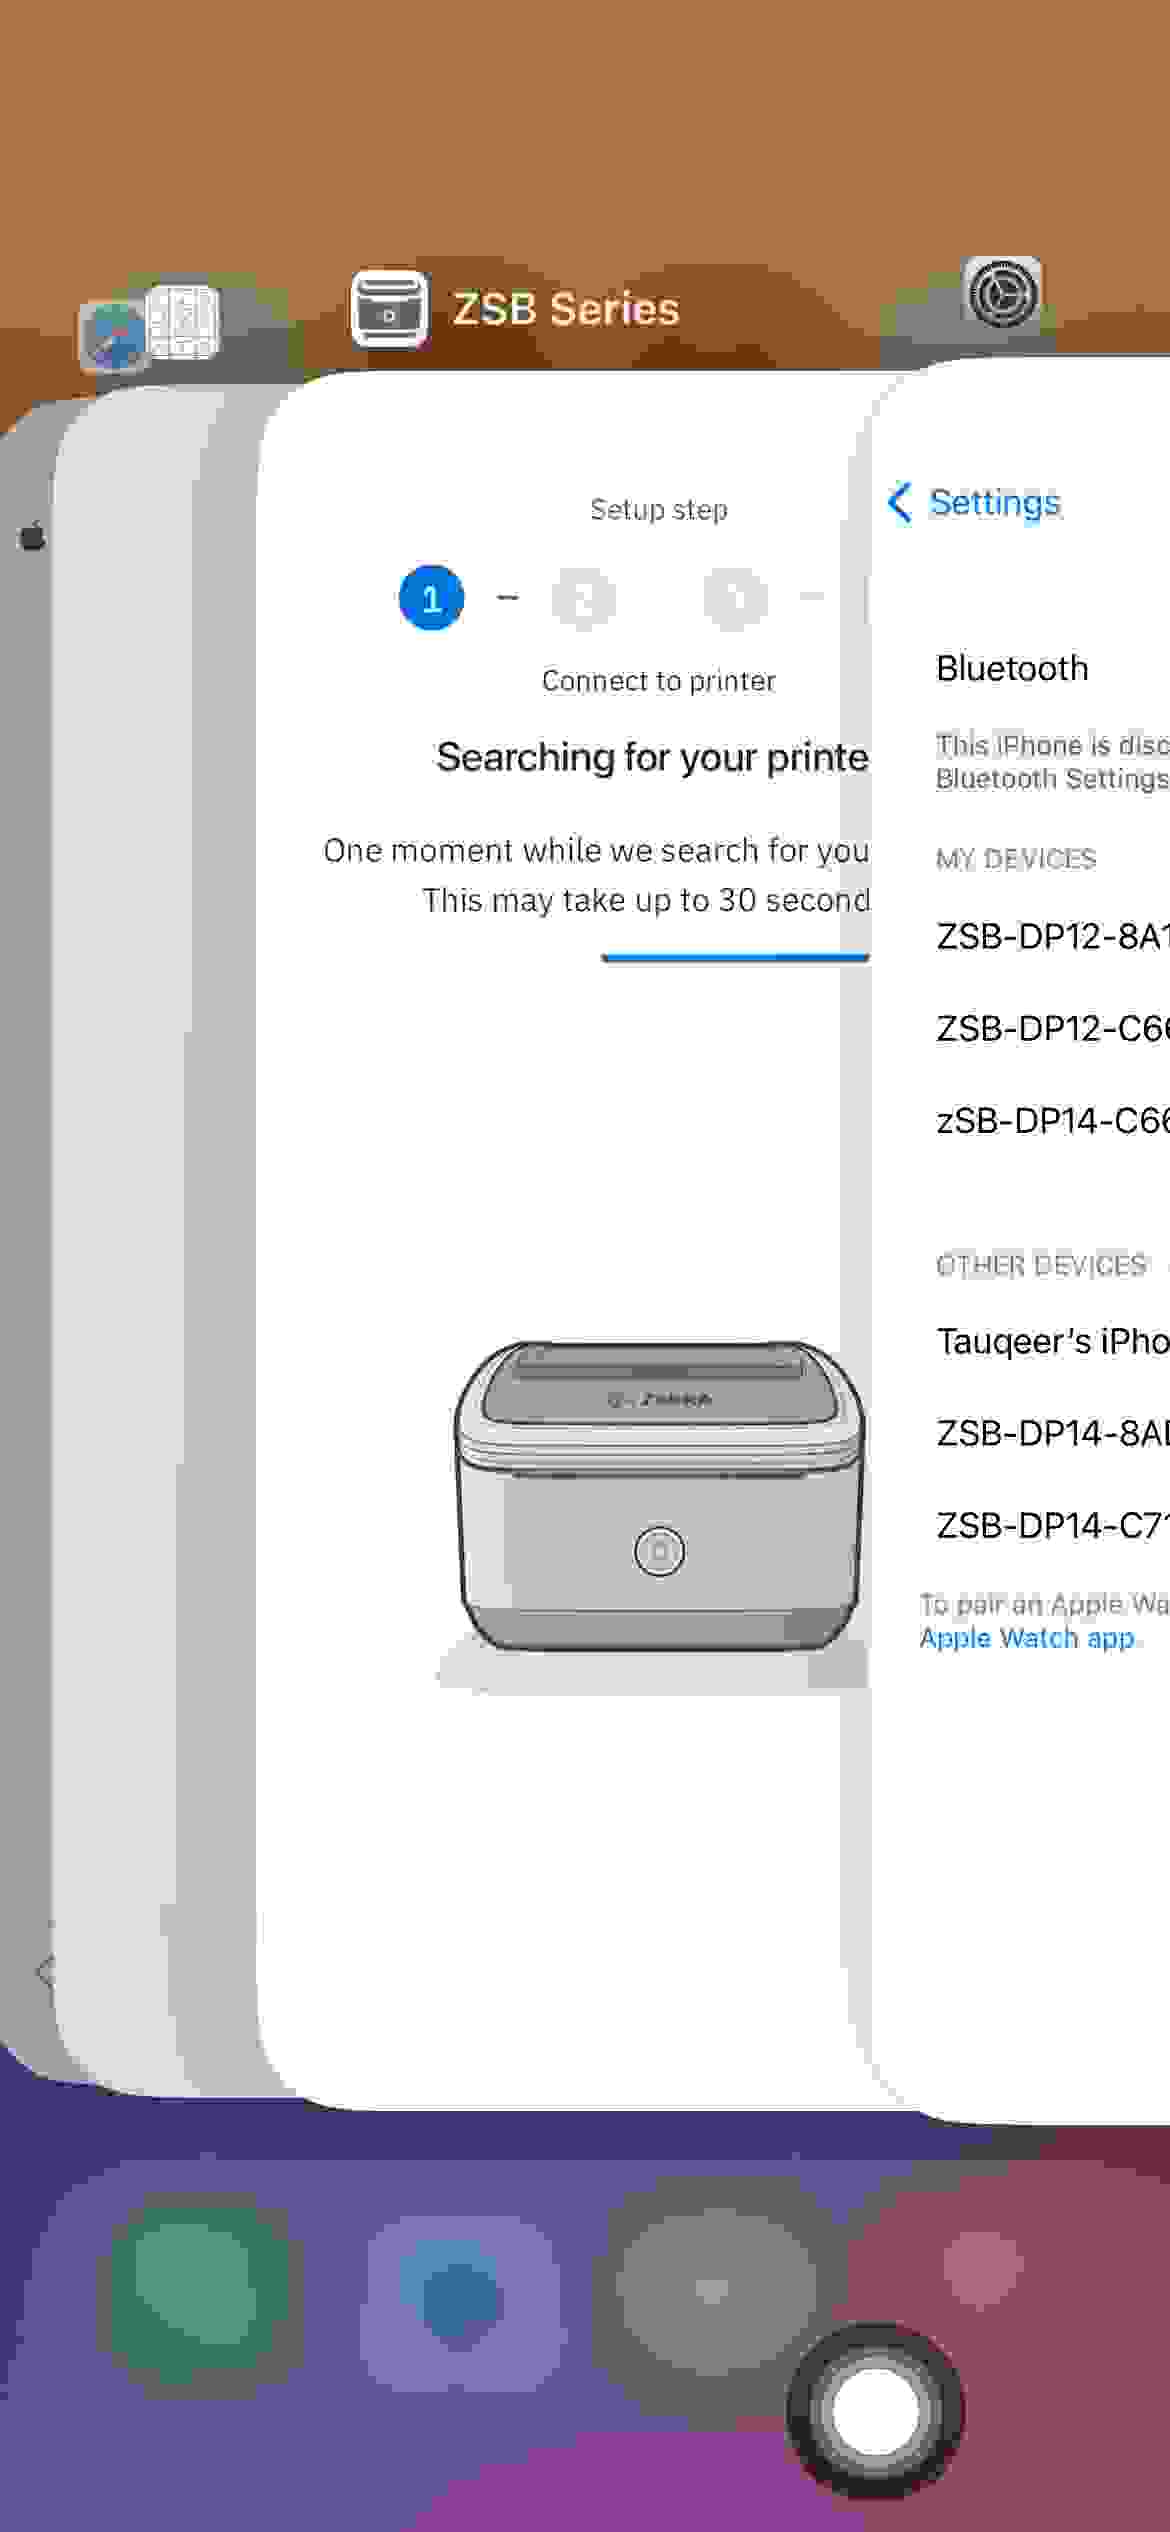 ZSB Series
Setup step
1
Connect to printer
Searching for your printe
One moment while we search for you
This may take up to 30 second
Settings
Bluetooth
This iPhone is disc
Bluetooth Settings
MY DEVICES
ZSB-DP12-8A1
ZSB-DP12-C66
zSB-DP14-C66
OTHER DEVICES
Tauqeer's iPho
ZSB-DP14-8AD
ZSB-DP14-C71
To pair an Apple Wa
Apple Watch app